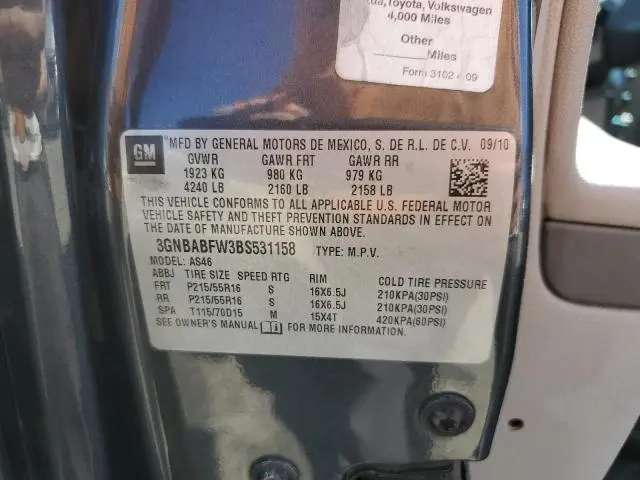 Toyota, Volkswagen
4,000 Miles
Other
Miles
Form 3102 - 09
GM
MFD BY GENERAL MOTORS DE MEXICO, S. DE R.L. DE C.V. 09/10
GVWR GAWR FRT GAWR RR
1923 KG 980 KG 979 KG
4240 LB 2160 LB 2158 LB
THIS VEHICLE CONFORMS TO ALL APPLICABLE U.S. FEDERAL MOTOR
VEHICLE SAFETY AND THEFT PREVENTION STANDARDS IN EFFECT ON
THE DATE OF MANUFACTURE SHOWN ABOVE.
3GNBABFW3BS531158 TYPE: M.P.V.
MODEL: AS46
ABBJ TIRE SIZE SPEED RTG RIM COLD TIRE PRESSURE
FRT P215/55R16 S 16X6.5J 210KPA(30PSI)
RR P215/55R16 S 16X6.5J 210KPA(30PSI)
SPA T115/70D15 M 15X4T 420KPA(60PSI)
SEE OWNER'S MANUAL FOR MORE INFORMATION